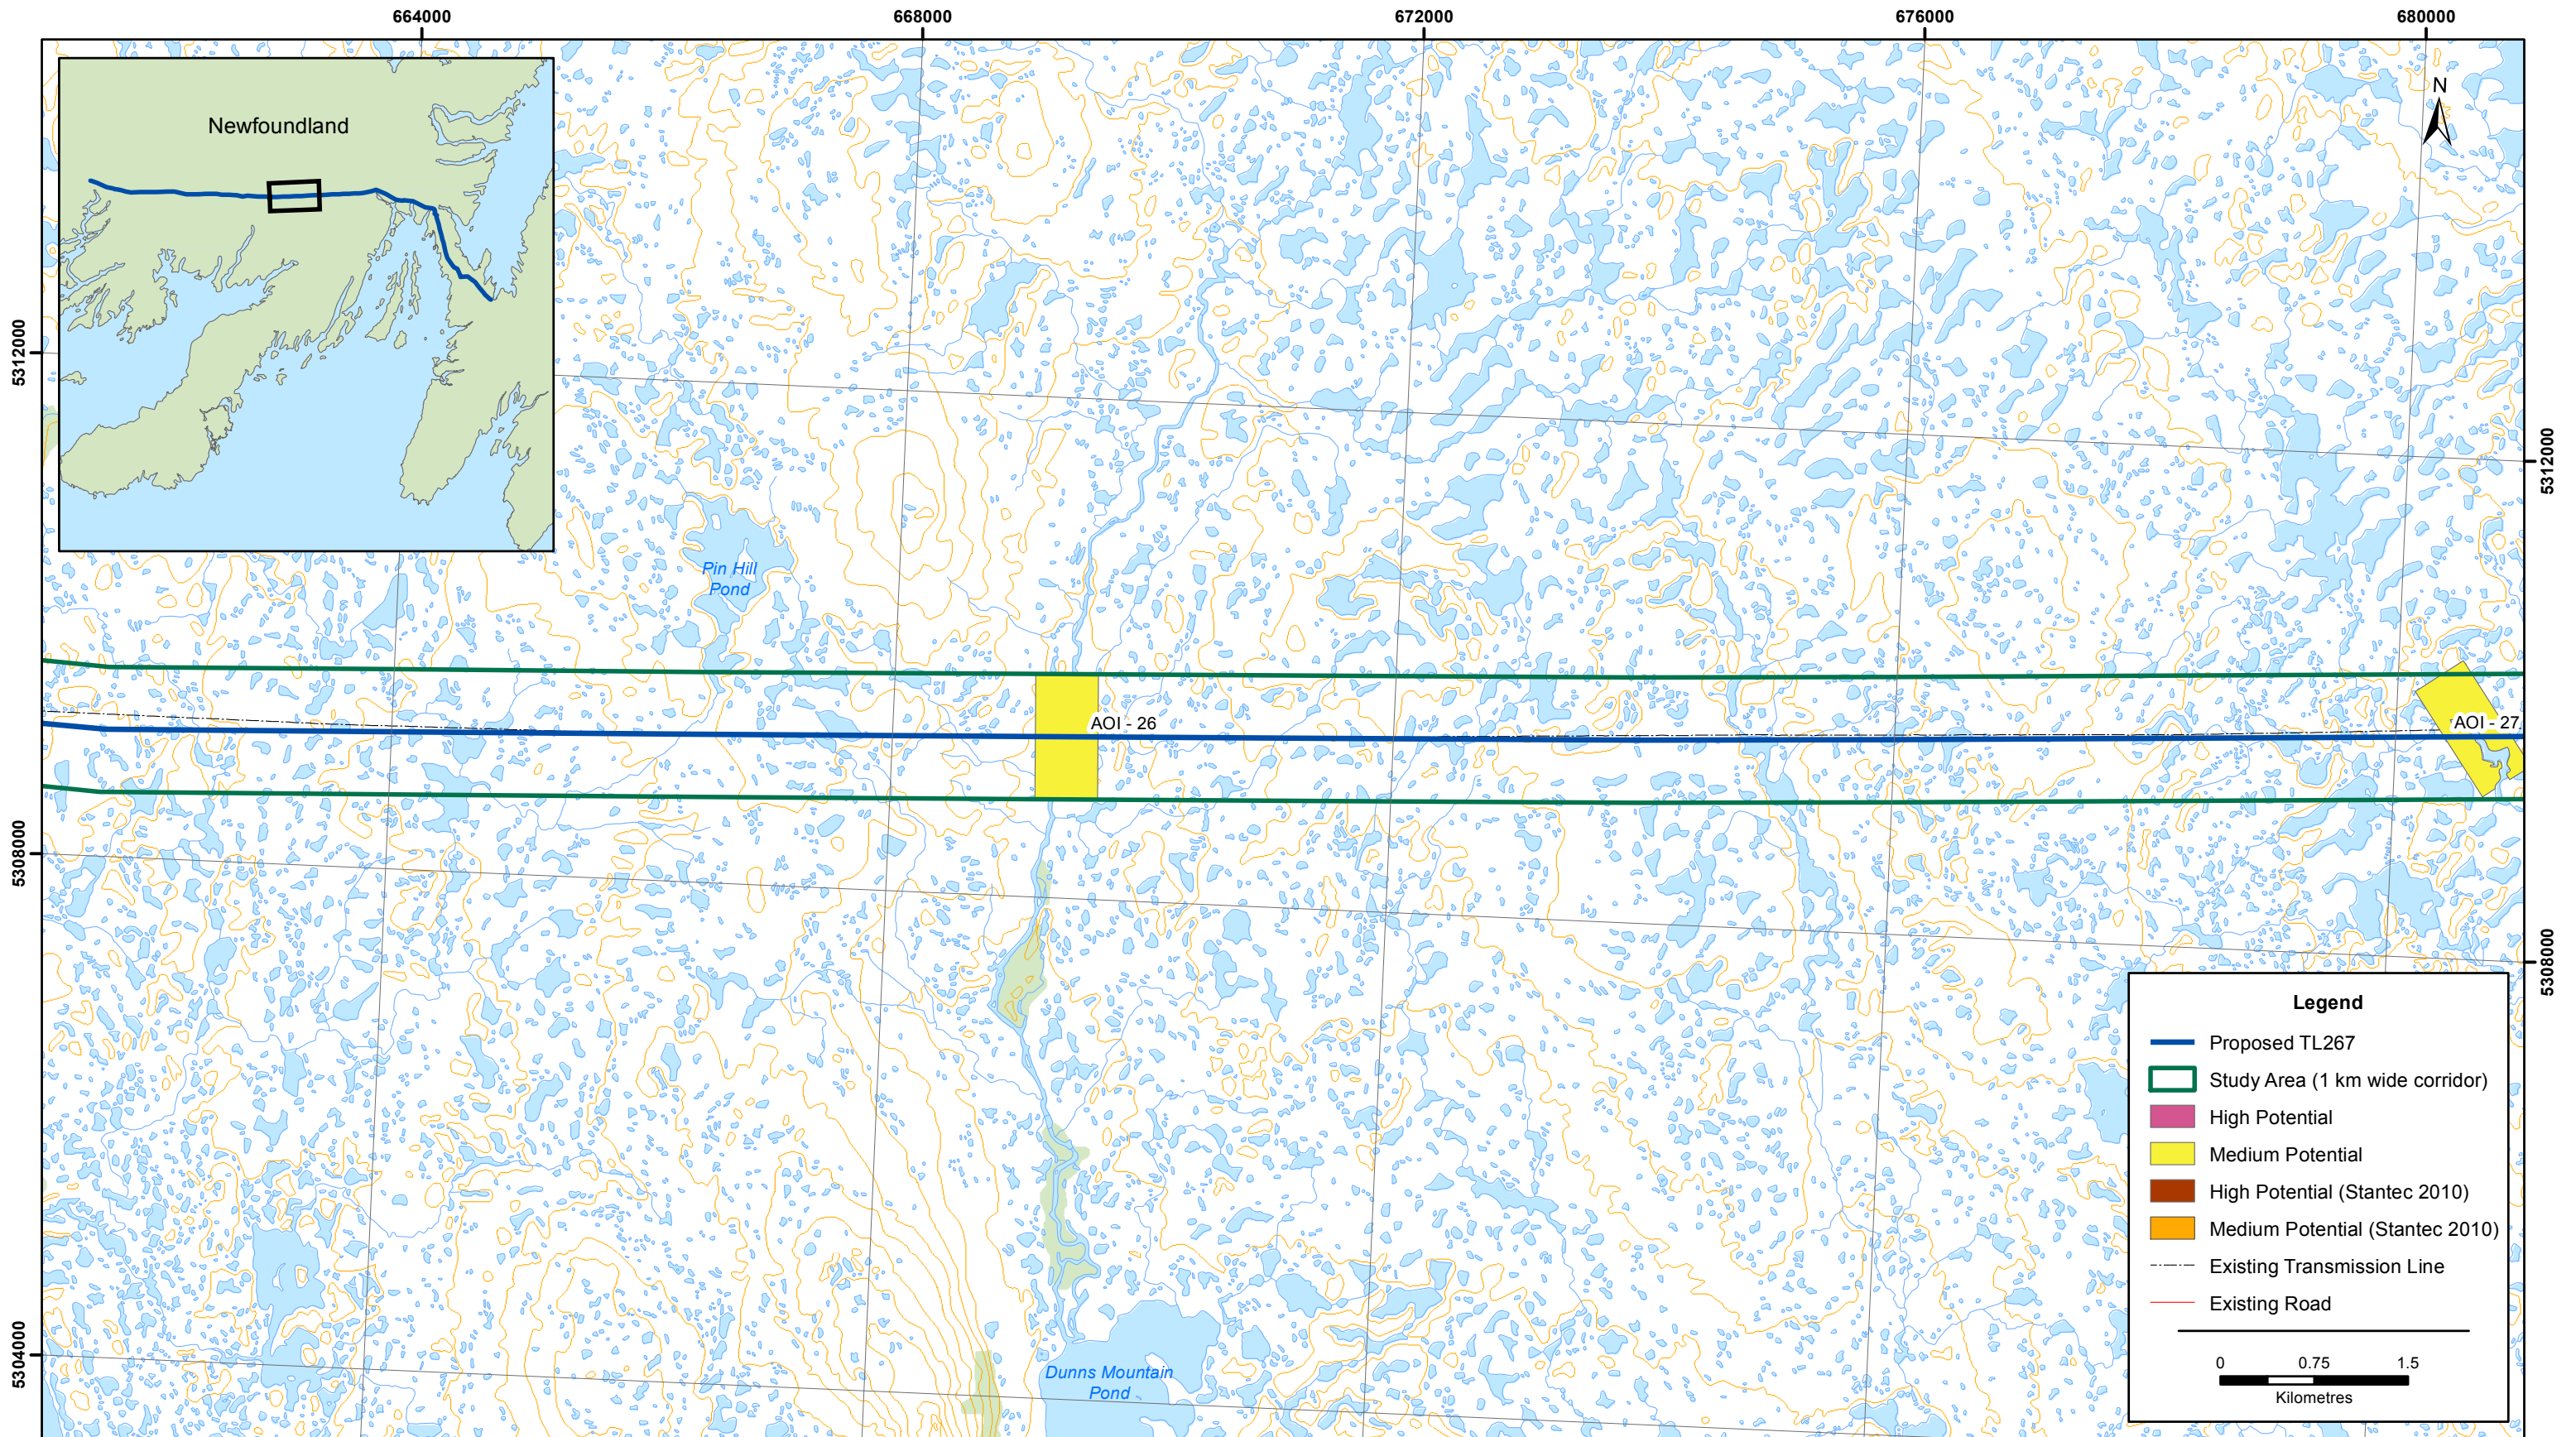 664000
668000
672000
676000
680000
N
Newfoundland
5312000
5312000
Pin Hill
Pond
AOI - 26
AOI - 27
5308000
5308000
Legend
Proposed TL267
Study Area (1 km wide corridor)
High Potential
Medium Potential
High Potential (Stantec 2010)
Medium Potential (Stantec 2010)
Existing Transmission Line
Existing Road
0 0.75 1.5
Kilometres
5304000
Dunns Mountain
Pond